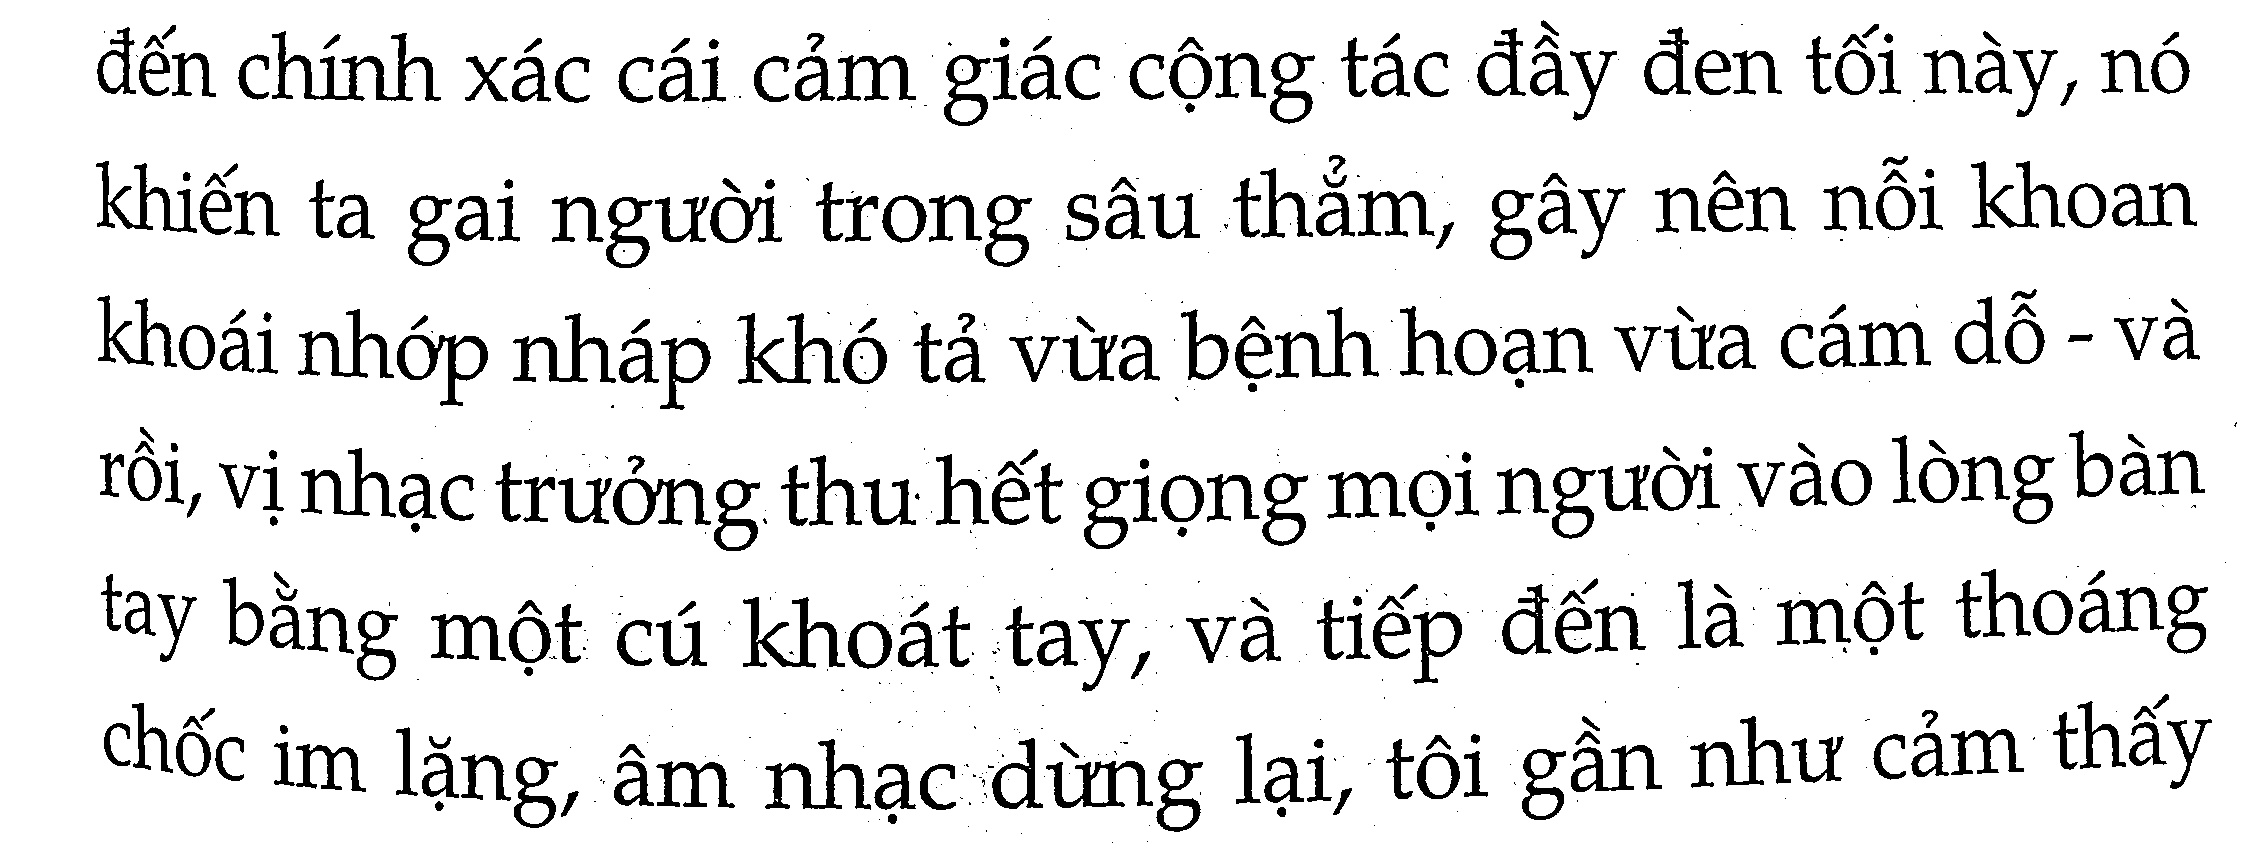 đến chính xác cái cảm giác cộng tác đầy đen tối này, nó
khiến ta gai người trong sâu thẳm, gây nên nỗi khoan
khoái nhớp nháp khó tả vừa bệnh hoạn vừa cám dỗ - và
rồi, vị nhạc trưởng thu hết giọng mọi người vào lòng bàn
tay bằng một cú khoát tay, và tiếp đến là một thoáng
chốc im lặng, âm nhạc dừng lại, tôi gần như cảm thấy